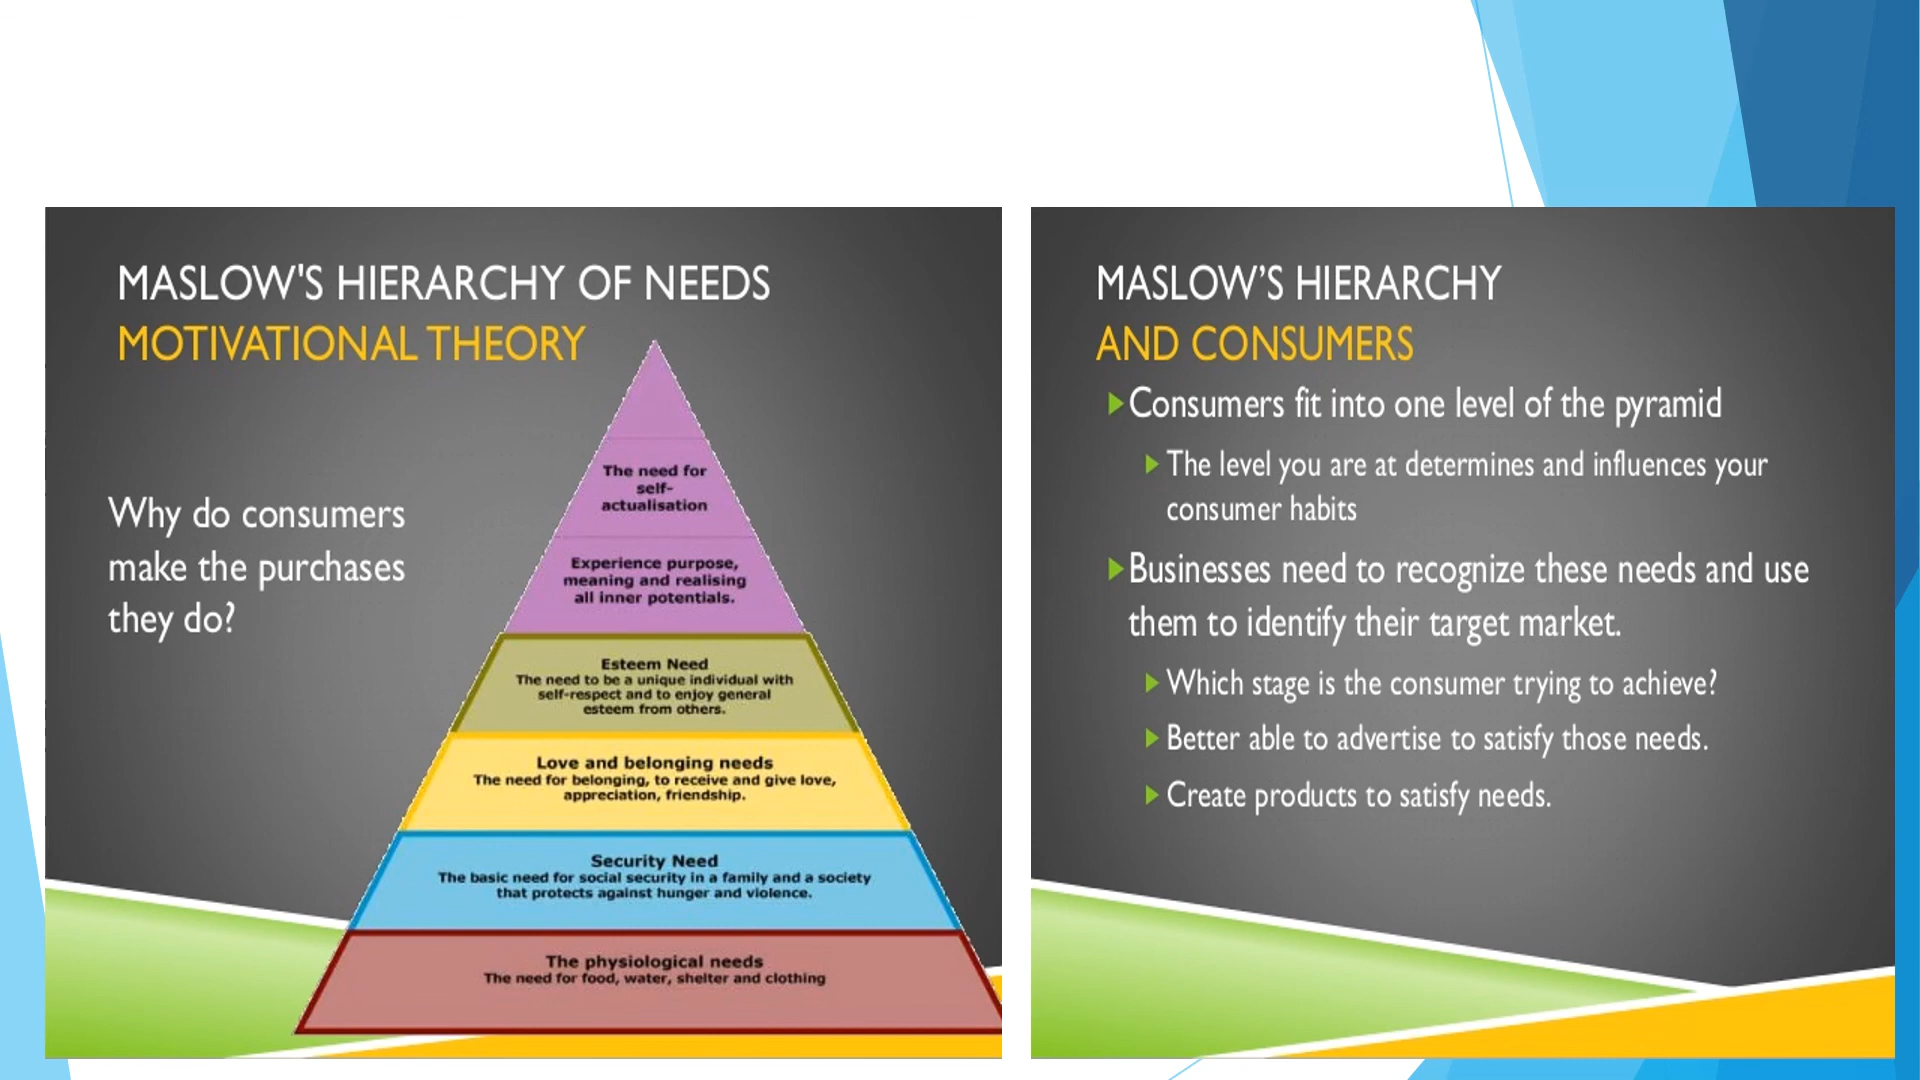 MASLOW'S HIERARCHY OF NEEDS
MOTIVATIONAL THEORY
Why do consumers
make the purchases
they do?
The need for
self-
actualisation
Experience purpose,
meaning and realising
all inner potentials.
Esteem Need
The need to be a unique individual with
self-respect and to enjoy general
esteem from others.
Love and belonging needs
The need for belonging, to receive and give love,
appreciation, friendship.
Security Need
The basic need for social security in a family and a society
that protects against hunger and violence.
The physiological needs
The need for food, water, shelter and clothing
MASLOW’S HIERARCHY
AND CONSUMERS
Consumers fit into one level of the pyramid
The level you are at determines and influences your
consumer habits
Businesses need to recognize these needs and use
them to identify their target market.
Which stage is the consumer trying to achieve?
Better able to advertise to satisfy those needs.
Create products to satisfy needs.